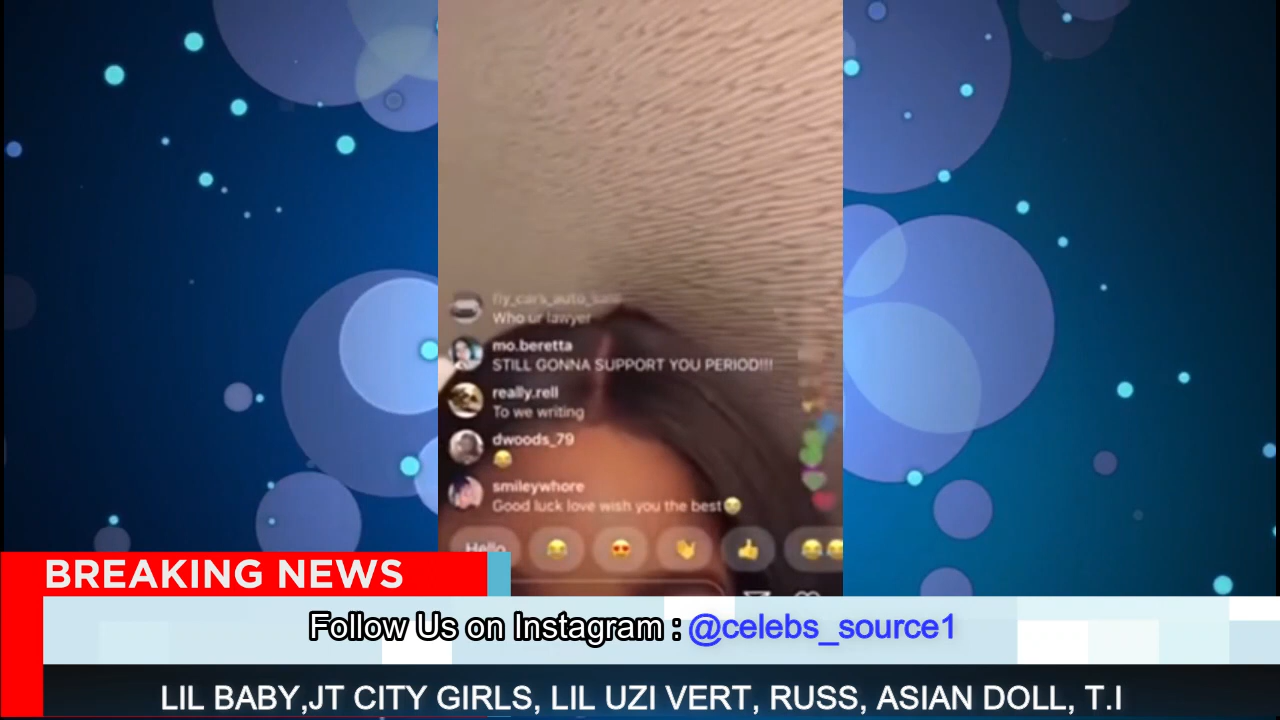 Who ur lawyer
mo.beretta
STILL GONNA SUPPORT YOU PERIOD!!!
really.rell
To we writing
dwoods_79
😂
smileywhore
Good luck love wish you the best😭
Hello 😂 😍 👏 👍 😂😂
BREAKING NEWS
Follow Us on Instagram : @celebs_source1
LIL BABY,JT CITY GIRLS, LIL UZI VERT, RUSS, ASIAN DOLL, T.I